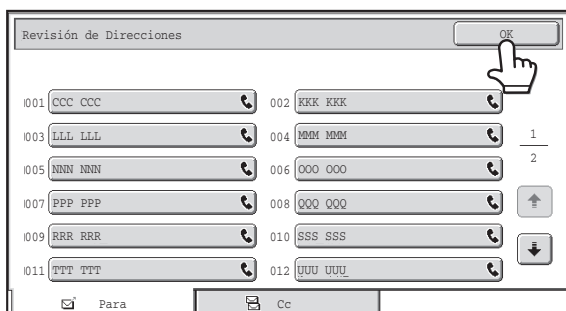 Revisión de Direcciones OK
001 CCC CCC 002 KKK KKK
003 LLL LLL 004 MMM MMM 1
005 NNN NNN 006 OOO OOO 2
007 PPP PPP 008 QQQ QQQ
009 RRR RRR 010 SSS SSS
011 TTT TTT 012 UUU UUU
Para Cc